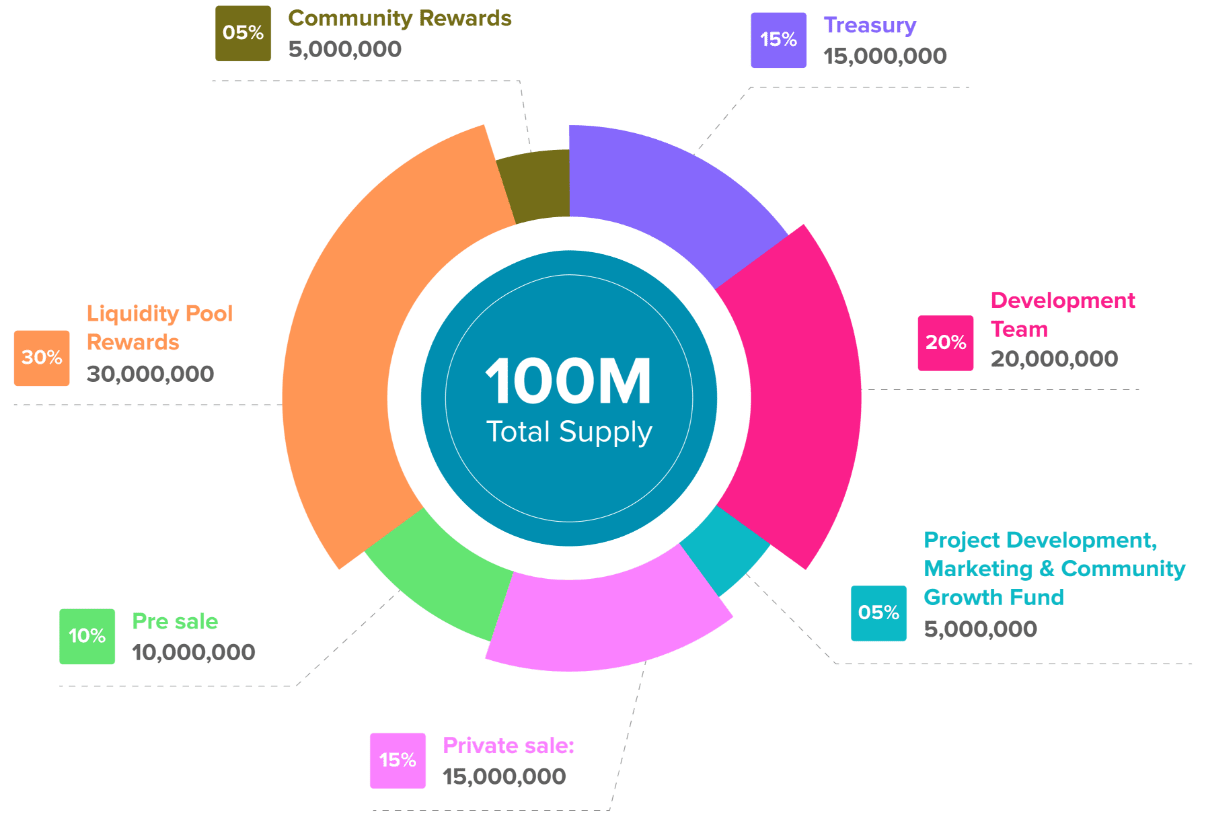 05%
Community Rewards
5,000,000
15%
Treasury
15,000,000
30%
Liquidity Pool
Rewards
30,000,000
100M
Total Supply
20%
Development
Team
20,000,000
05%
Project Development,
Marketing & Community
Growth Fund
5,000,000
10%
Pre sale
10,000,000
15%
Private sale:
15,000,000